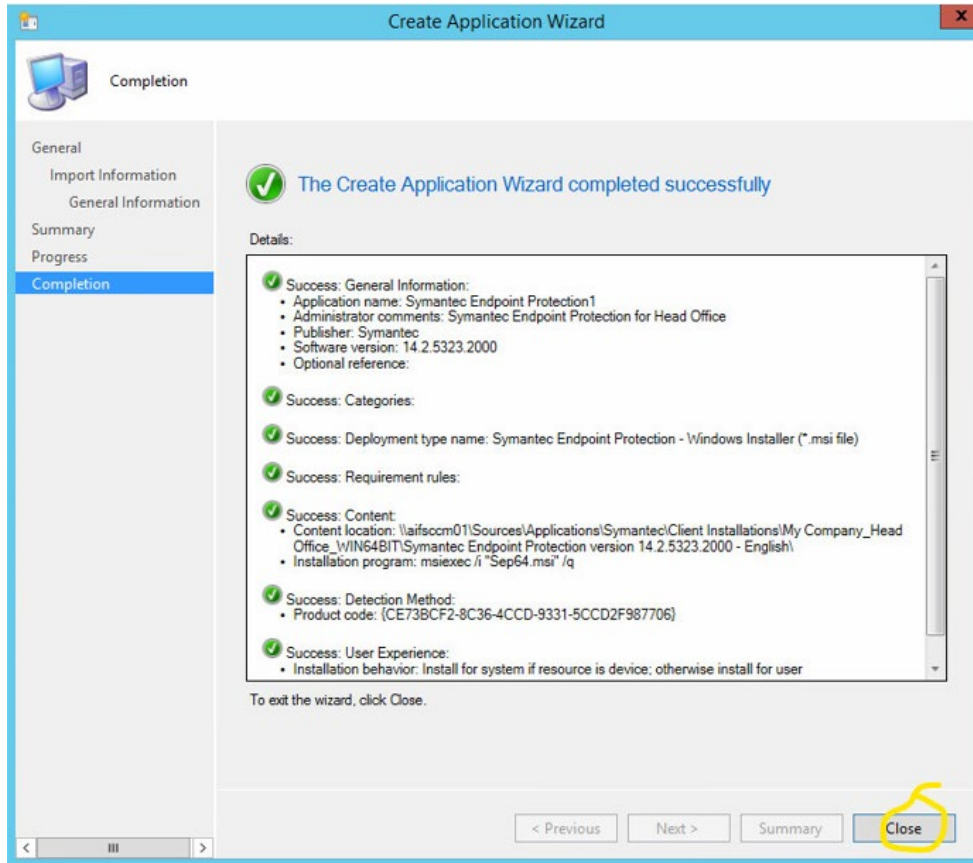 Create Application Wizard
x
Completion
General
Import Information
General Information
Summary
Progress
Completion
The Create Application Wizard completed successfully
Details:
Success: General Information:
• Application name: Symantec Endpoint Protection1
• Administrator comments: Symantec Endpoint Protection for Head Office
• Publisher: Symantec
• Software version: 14.2.5323.2000
• Optional reference:
Success: Categories:
Success: Deployment type name: Symantec Endpoint Protection - Windows Installer (*.msi file)
Success: Requirement rules:
Success: Content:
• Content location: \\aifsccm01\Sources\Applications\Symantec\Client Installations\My Company_Head
Office_WIN64BIT\Symantec Endpoint Protection version 14.2.5323.2000 - English\
• Installation program: msiexec /i "Sep64.msi" /q
Success: Detection Method:
• Product code: {CE73BCF2-8C36-4CCD-9331-5CCD2F987706}
Success: User Experience:
• Installation behavior: Install for system if resource is device; otherwise install for user
To exit the wizard, click Close.
< Previous
Next >
Summary
Close